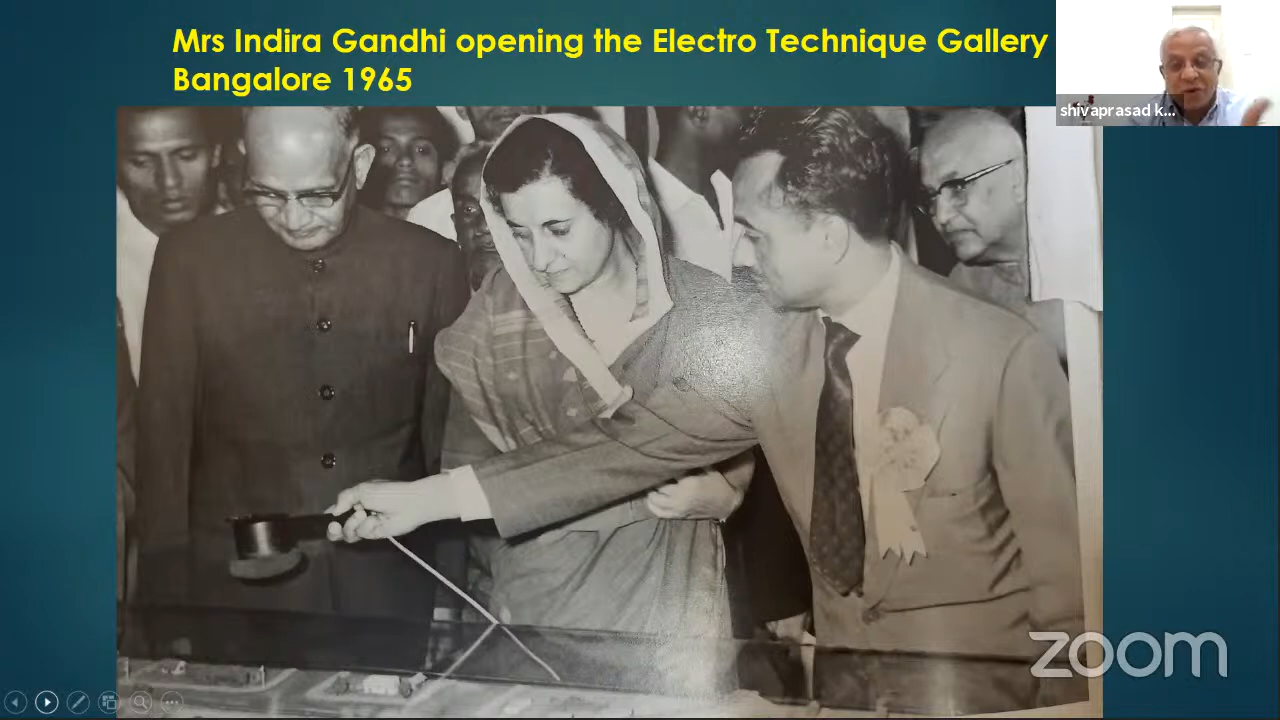 Mrs Indira Gandhi opening the Electro Technique Gallery
Bangalore 1965
shivaprasad k...
zoom